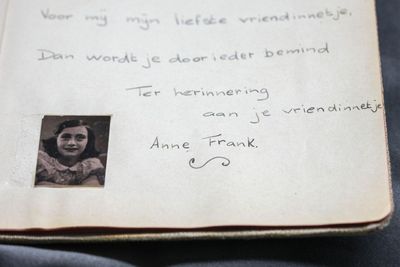 Voor mij mijn liefste vriendinnetje,
Dan wordt je door ieder bemind
Ter herinnering
aan je vriendinnetje
Anne Frank.